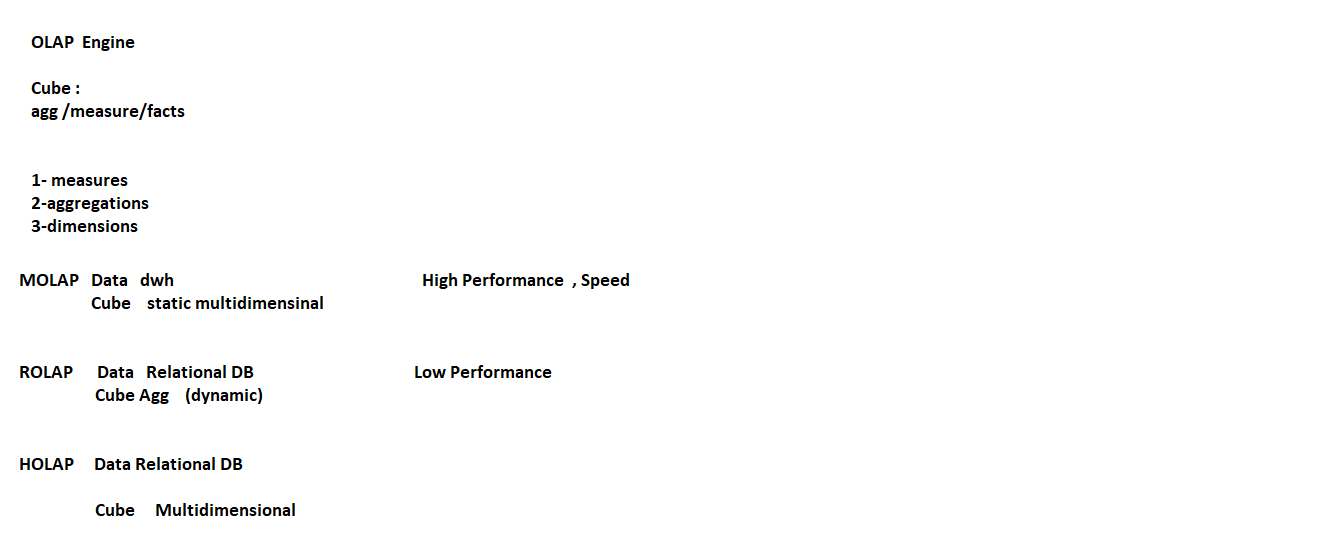 OLAP Engine
Cube :
agg /measure/facts
1- measures
2-aggregations
3-dimensions
MOLAP Data dwh High Performance , Speed
Cube static multidimensinal
ROLAP Data Relational DB Low Performance
Cube Agg (dynamic)
HOLAP Data Relational DB
Cube Multidimensional